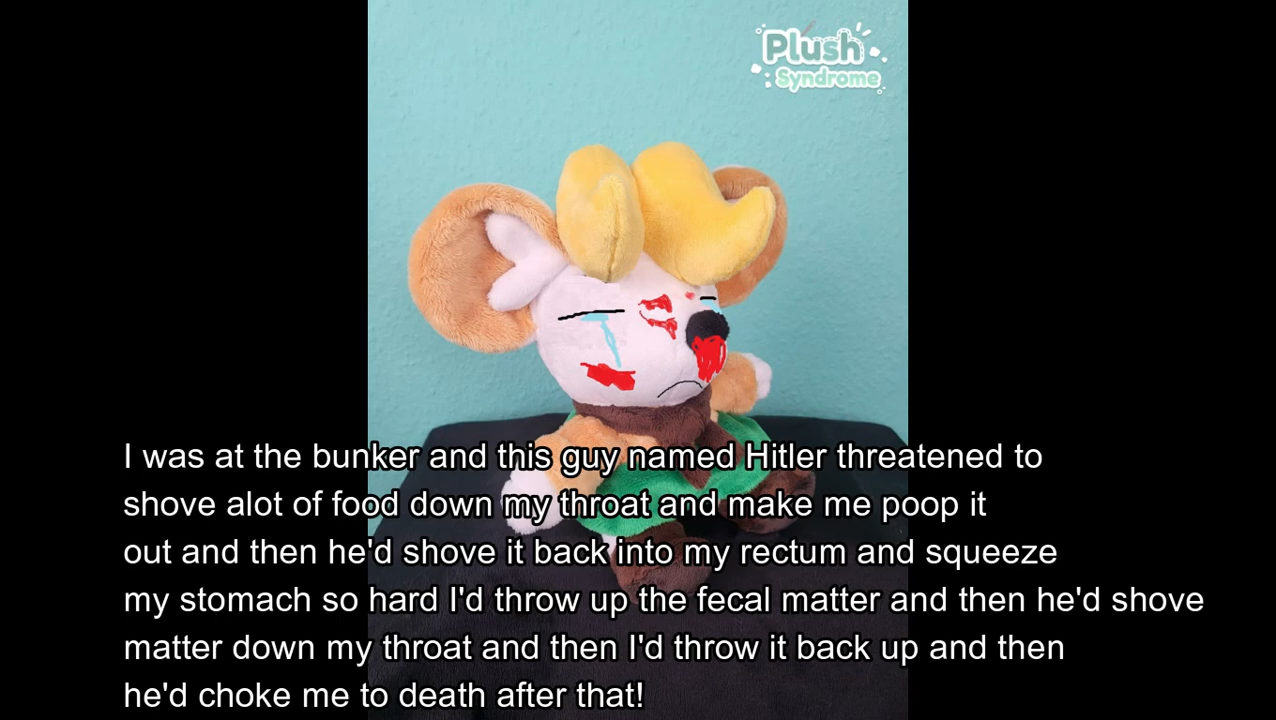 Plush
Syndrome
I was at the bunker and this guy named Hitler threatened to
shove alot of food down my throat and make me poop it
out and then he'd shove it back into my rectum and squeeze
my stomach so hard I'd throw up the fecal matter and then he'd shove
matter down my throat and then I'd throw it back up and then
he'd choke me to death after that!